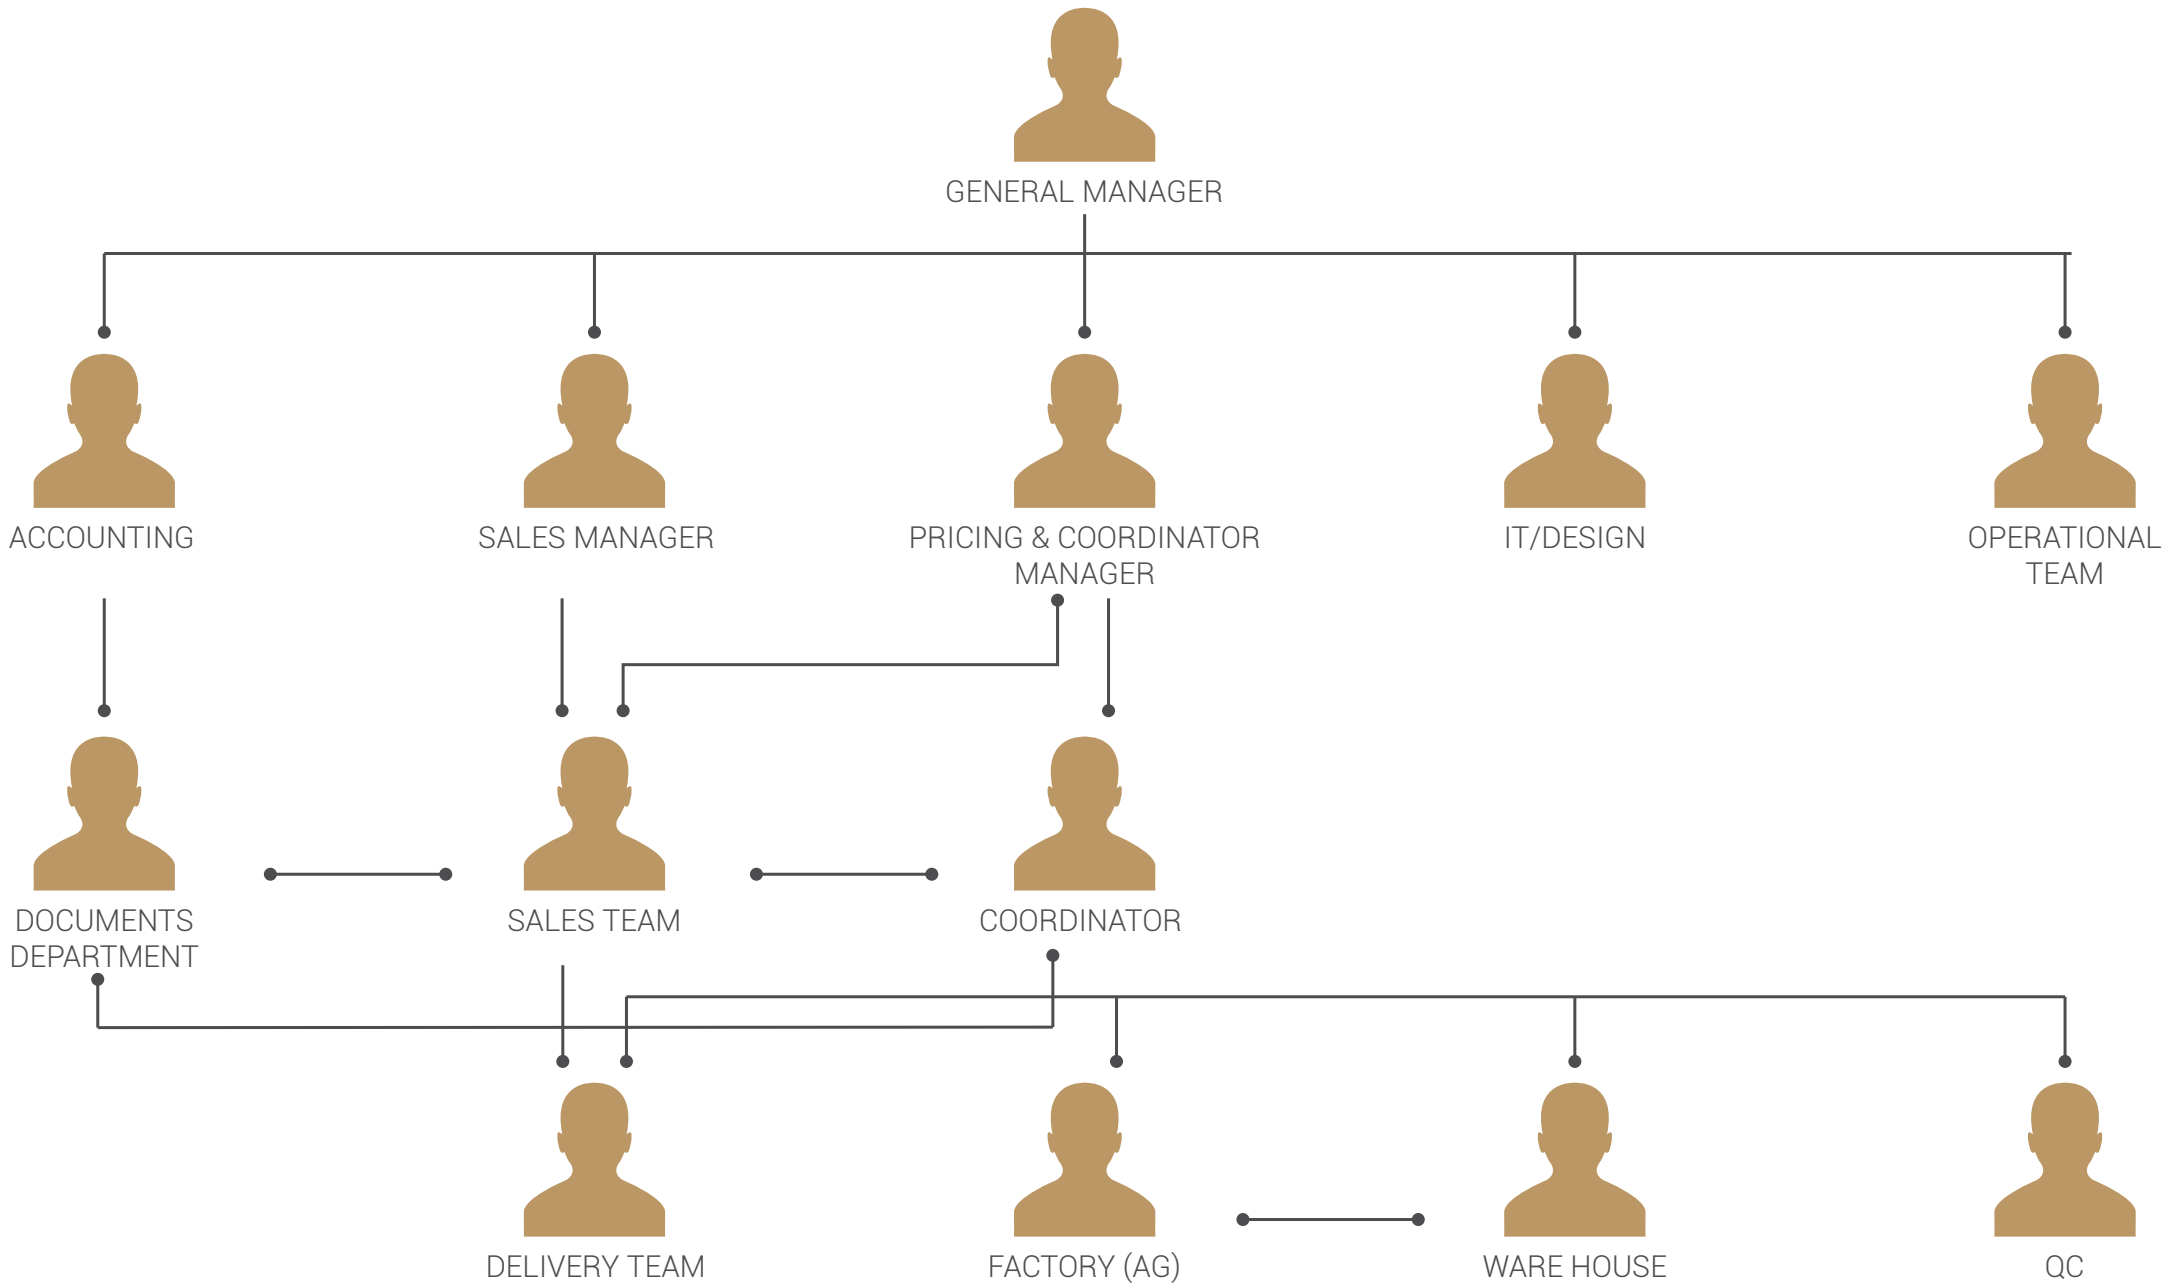 GENERAL MANAGER
ACCOUNTING
SALES MANAGER
PRICING & COORDINATOR
MANAGER
IT/DESIGN
OPERATIONAL
TEAM
DOCUMENTS
DEPARTMENT
SALES TEAM
COORDINATOR
DELIVERY TEAM
FACTORY (AG)
WARE HOUSE
QC